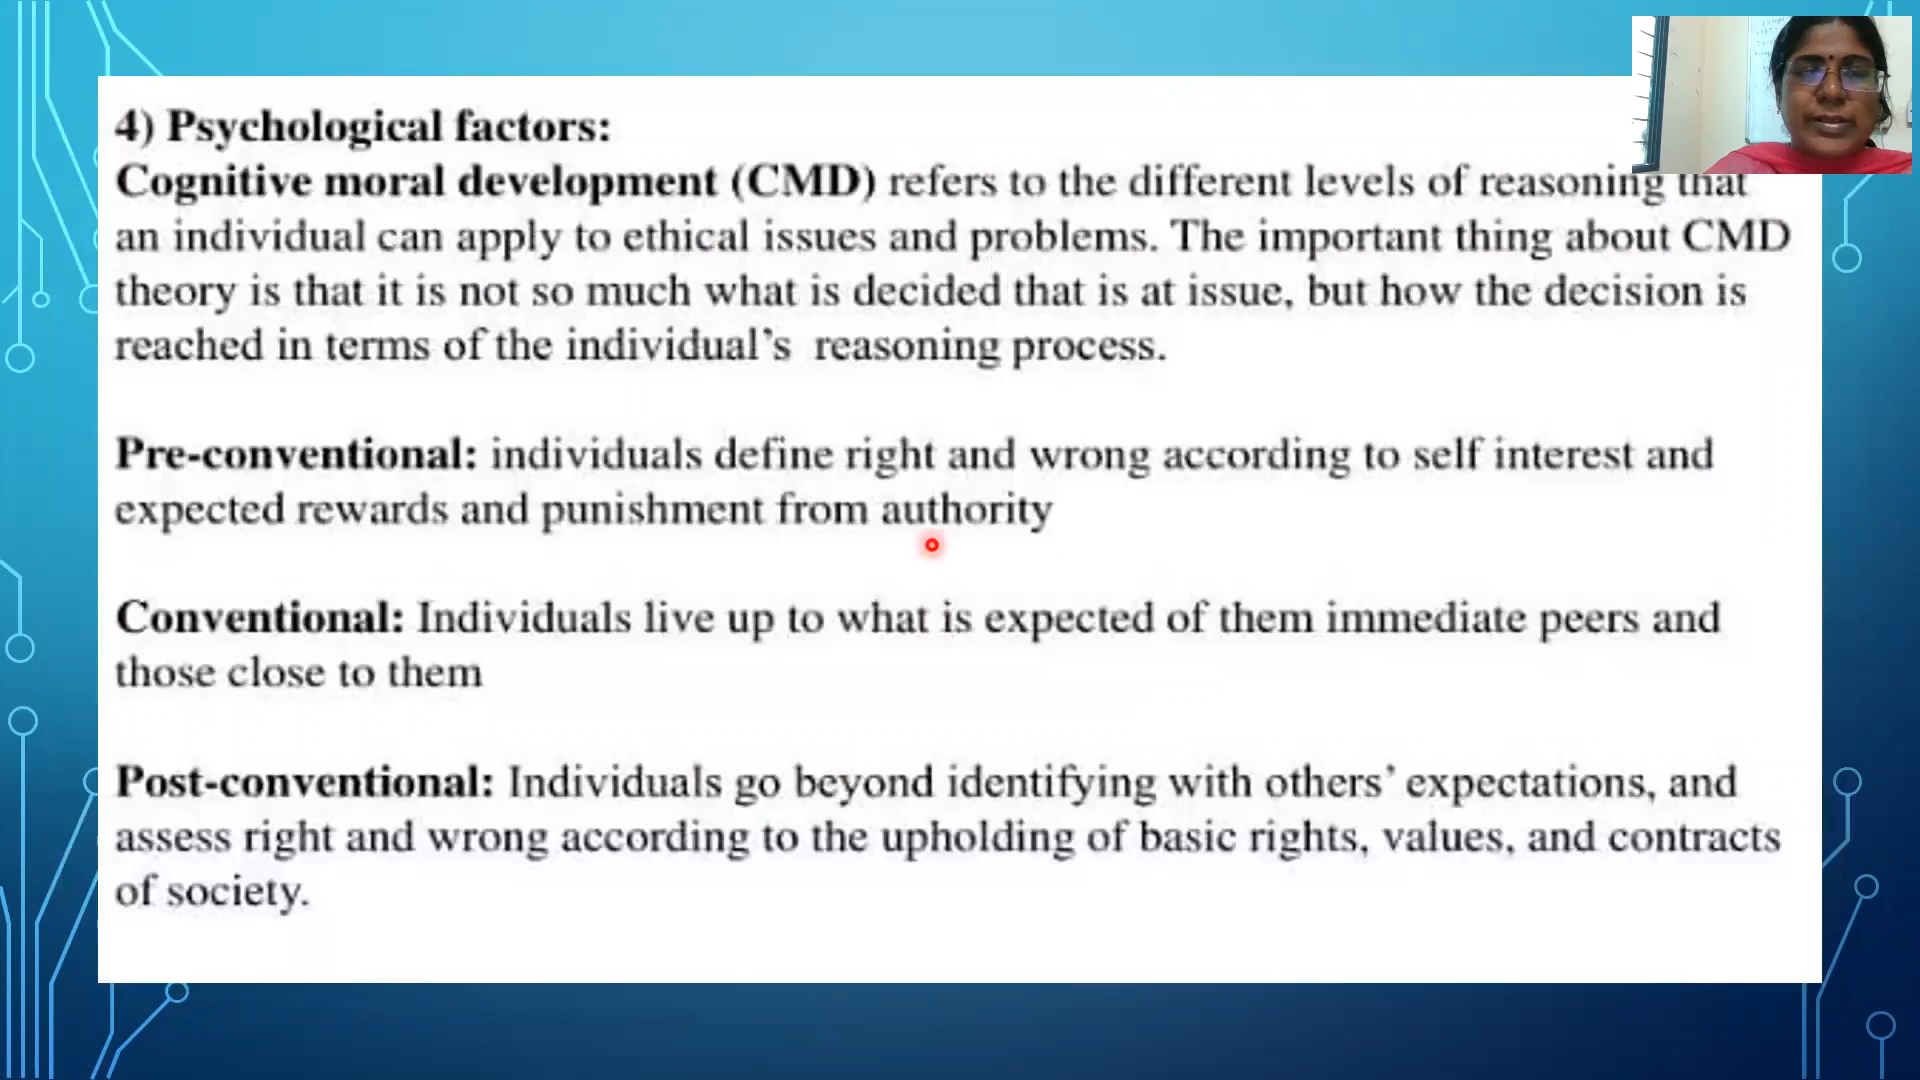 4) Psychological factors:
Cognitive moral development (CMD) refers to the different levels of reasoning that
an individual can apply to ethical issues and problems. The important thing about CMD
theory is that it is not so much what is decided that is at issue, but how the decision is
reached in terms of the individual’s reasoning process.
Pre-conventional: individuals define right and wrong according to self interest and
expected rewards and punishment from authority
Conventional: Individuals live up to what is expected of them immediate peers and
those close to them
Post-conventional: Individuals go beyond identifying with others’ expectations, and
assess right and wrong according to the upholding of basic rights, values, and contracts
of society.